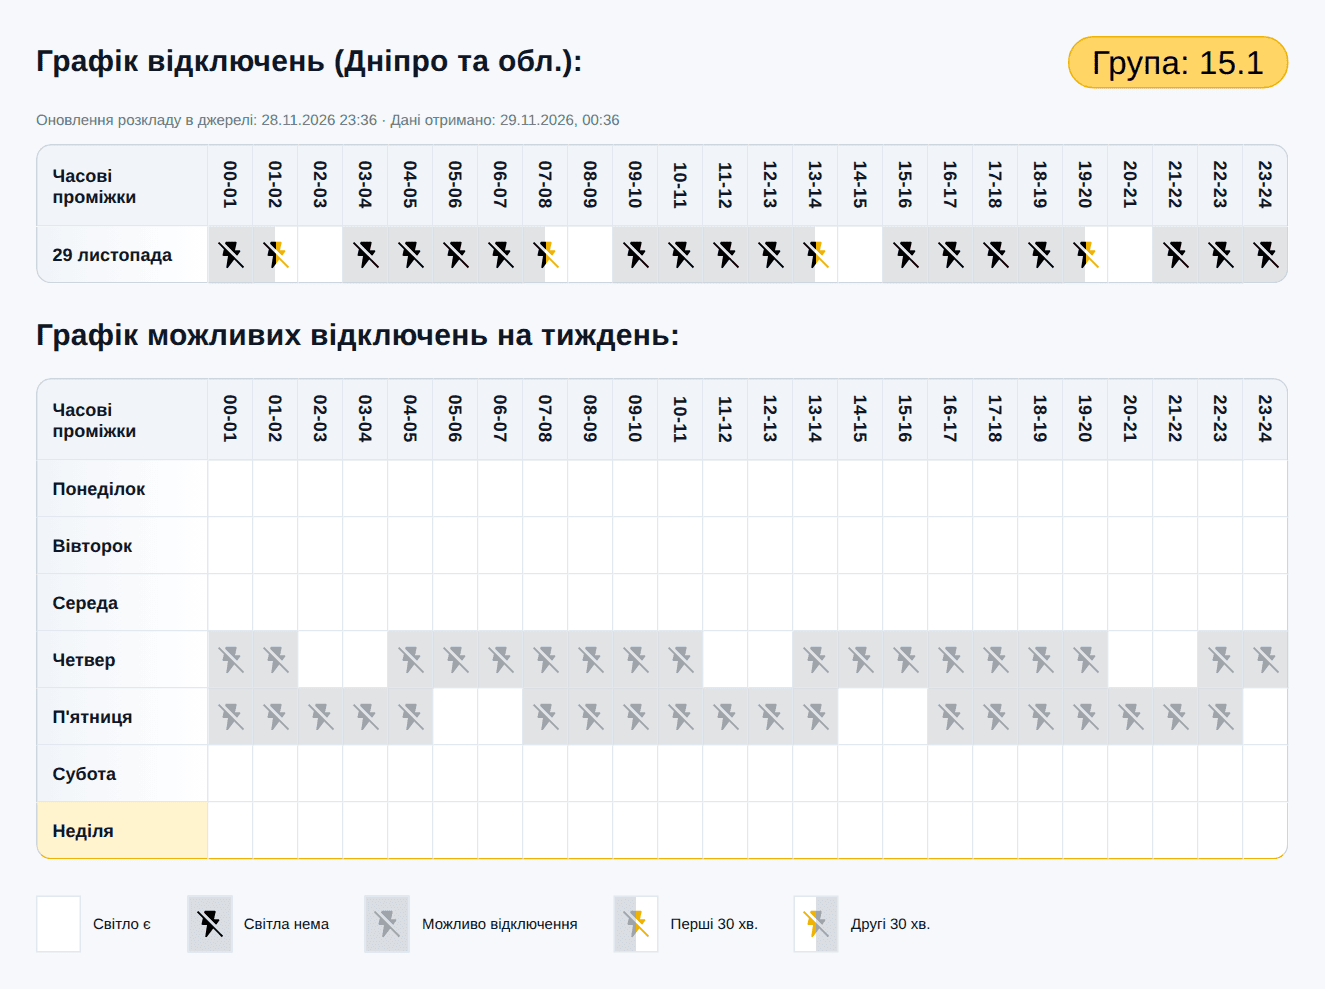 Графік відключень (Дніпро та обл.):
Група: 15.1
Оновлення розкладу в джерелі: 28.11.2026 23:36 · Дані отримано: 29.11.2026, 00:36
Часові проміжки 00-01 01-02 02-03 03-04 04-05 05-06 06-07 07-08 08-09 09-10 10-11 11-12 12-13 13-14 14-15 15-16 16-17 17-18 18-19 19-20 20-21 21-22 22-23 23-24
29 листопада
Графік можливих відключень на тиждень:
Часові проміжки 00-01 01-02 02-03 03-04 04-05 05-06 06-07 07-08 08-09 09-10 10-11 11-12 12-13 13-14 14-15 15-16 16-17 17-18 18-19 19-20 20-21 21-22 22-23 23-24
Понеділок
Вівторок
Середа
Четвер
П'ятниця
Субота
Неділя
Світло є Світла нема Можливо відключення Перші 30 хв. Другі 30 хв.